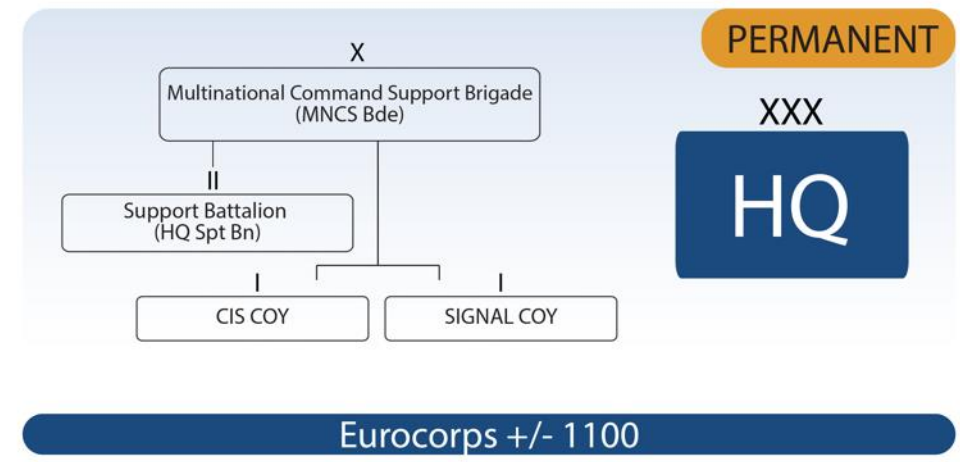 PERMANENT
X
Multinational Command Support Brigade
(MNCS Bde)
XXX
HQ
II
Support Battalion
(HQ Spt Bn)
I
I
CIS COY
SIGNAL COY
Eurocorps +/- 1100